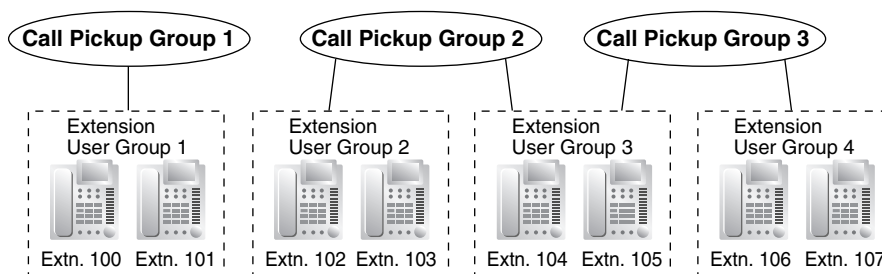 Call Pickup Group 1
Call Pickup Group 2
Call Pickup Group 3
Extension
User Group 1
Extension
User Group 2
Extension
User Group 3
Extension
User Group 4
Extn. 100
Extn. 101
Extn. 102
Extn. 103
Extn. 104
Extn. 105
Extn. 106
Extn. 107